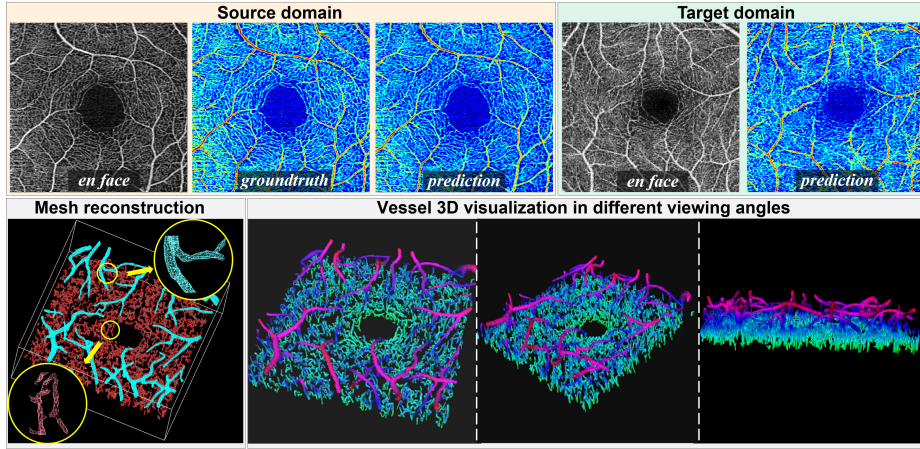 Source domain
Target domain
en face
groundtruth
prediction
en face
prediction
Mesh reconstruction
Vessel 3D visualization in different viewing angles